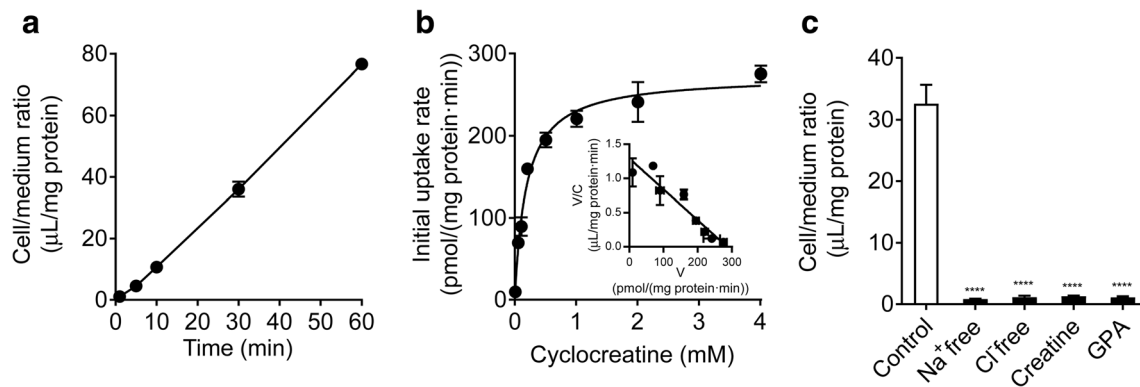 a
Cell/medium ratio
(μL/mg protein)
80
60
40
20
0
0 10 20 30 40 50 60
Time (min)
b
Initial uptake rate
(pmol/(mg protein·min))
300
200
100
0
0 1 2 3 4
Cyclocreatine (mM)
V/C
(μL/mg protein·min)
1.5
1.0
0.5
0.0
0 100 200 300
V
(pmol/(mg protein·min))
c
Cell/medium ratio
(μL/mg protein)
40
30
20
10
0
**** **** **** ****
Control
Na+free
Cl-free
Creatine
GPA